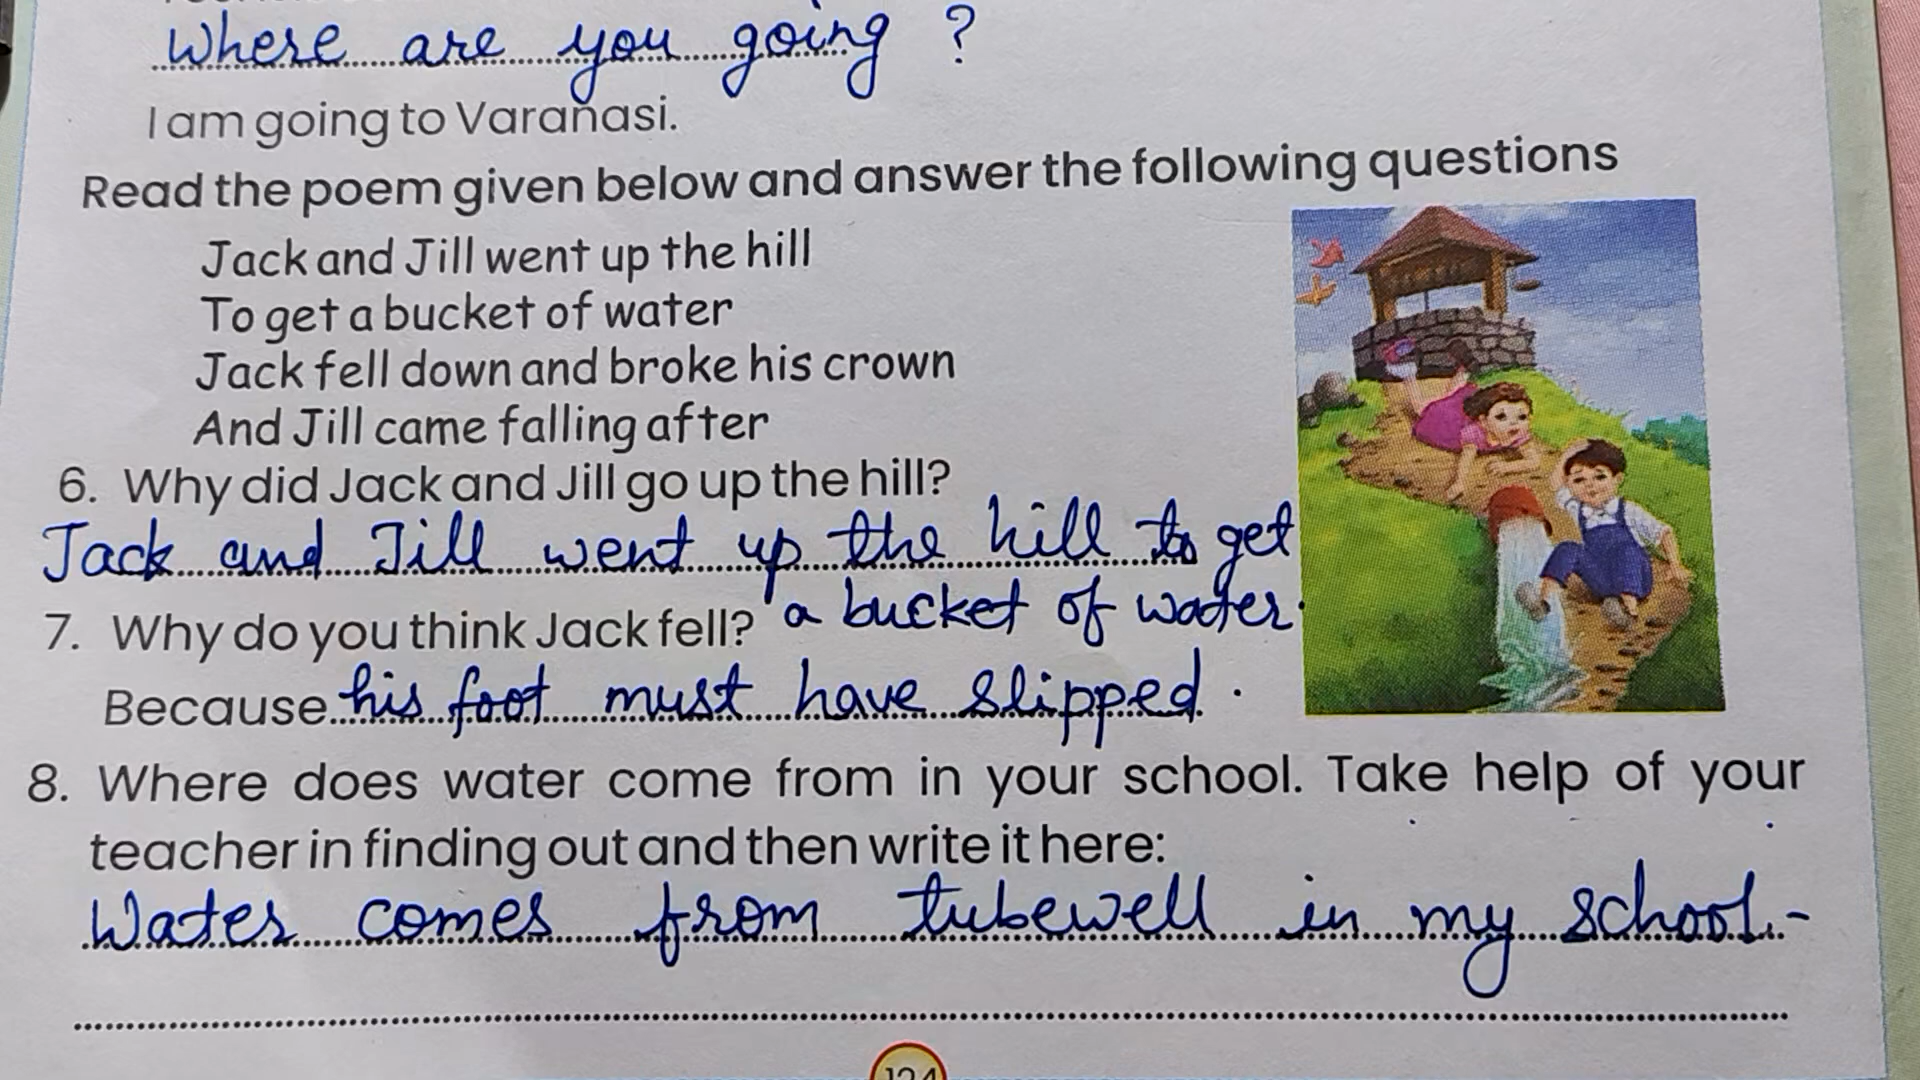 Where are you going ?
I am going to Varanasi.
Read the poem given below and answer the following questions
Jack and Jill went up the hill
To get a bucket of water
Jack fell down and broke his crown
And Jill came falling after
6. Why did Jack and Jill go up the hill?
Jack and Jill went up the hill to get
a bucket of water.
7. Why do you think Jack fell?
Because his foot must have slipped.
8. Where does water come from in your school. Take help of your
teacher in finding out and then write it here:
Water comes from tubewell in my school.-